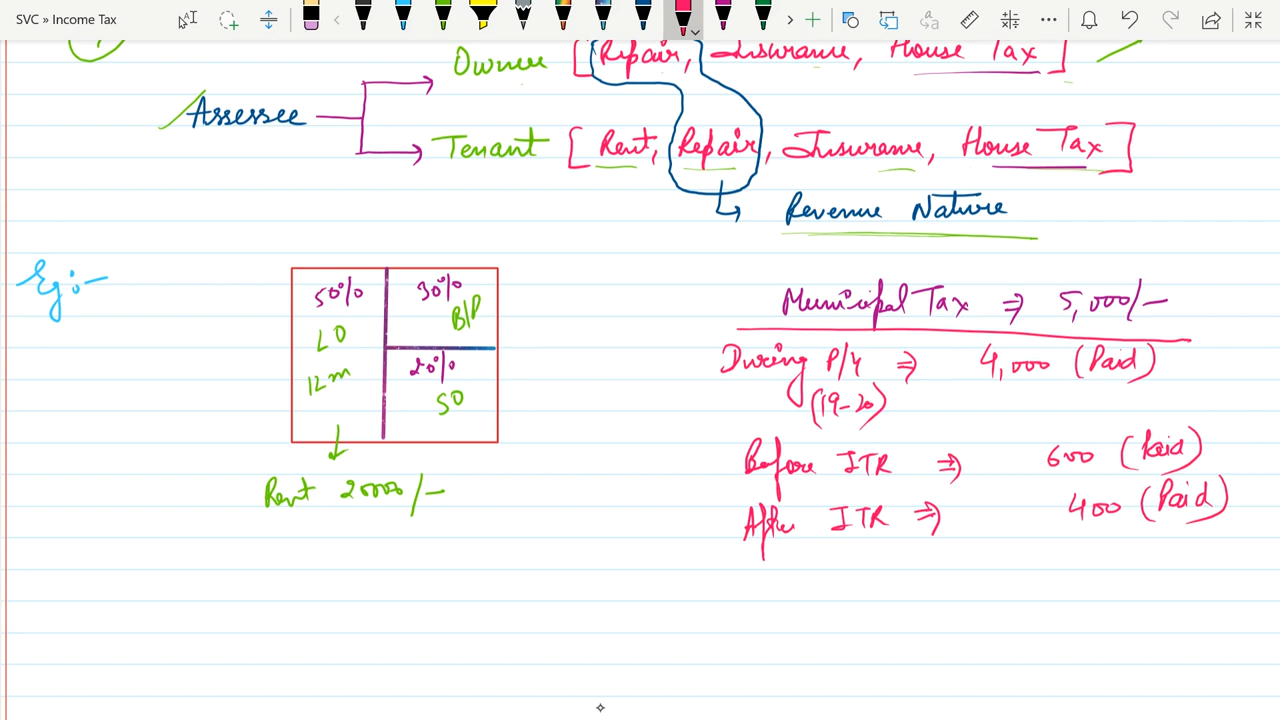 SVC » Income Tax
Owner [Repair, Insurance, House Tax]
Assessee
Tenant [Rent, Repair, Insurance, House Tax]
Revenue Nature
Eg:-
50% 30%
LO B/P
12m 20%
SO
Rent 20000/-
Municipal Tax ⇒ 5,000/-
During P/Y ⇒ 4,000 (Paid)
(19-20)
Before ITR ⇒ 600 (Paid)
After ITR ⇒ 400 (Paid)